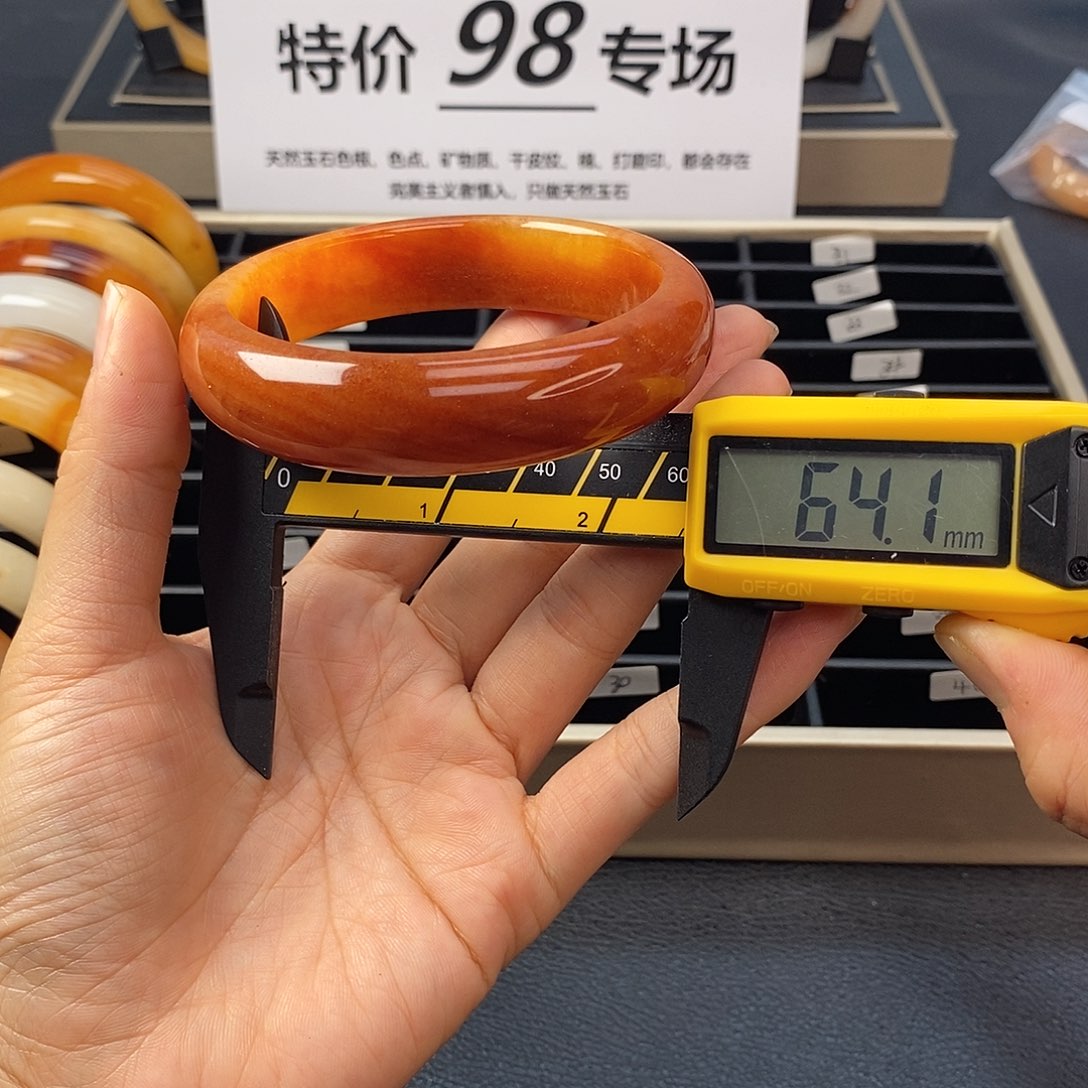 特价 98 专场
天然玉石色根、色点、矿物质、干皮纹、棉、打磨印、都会存在
完美主义者慎入，只做天然玉石
0 40 50 60
1 2
64.1 mm
OFF/ON ZERO
30